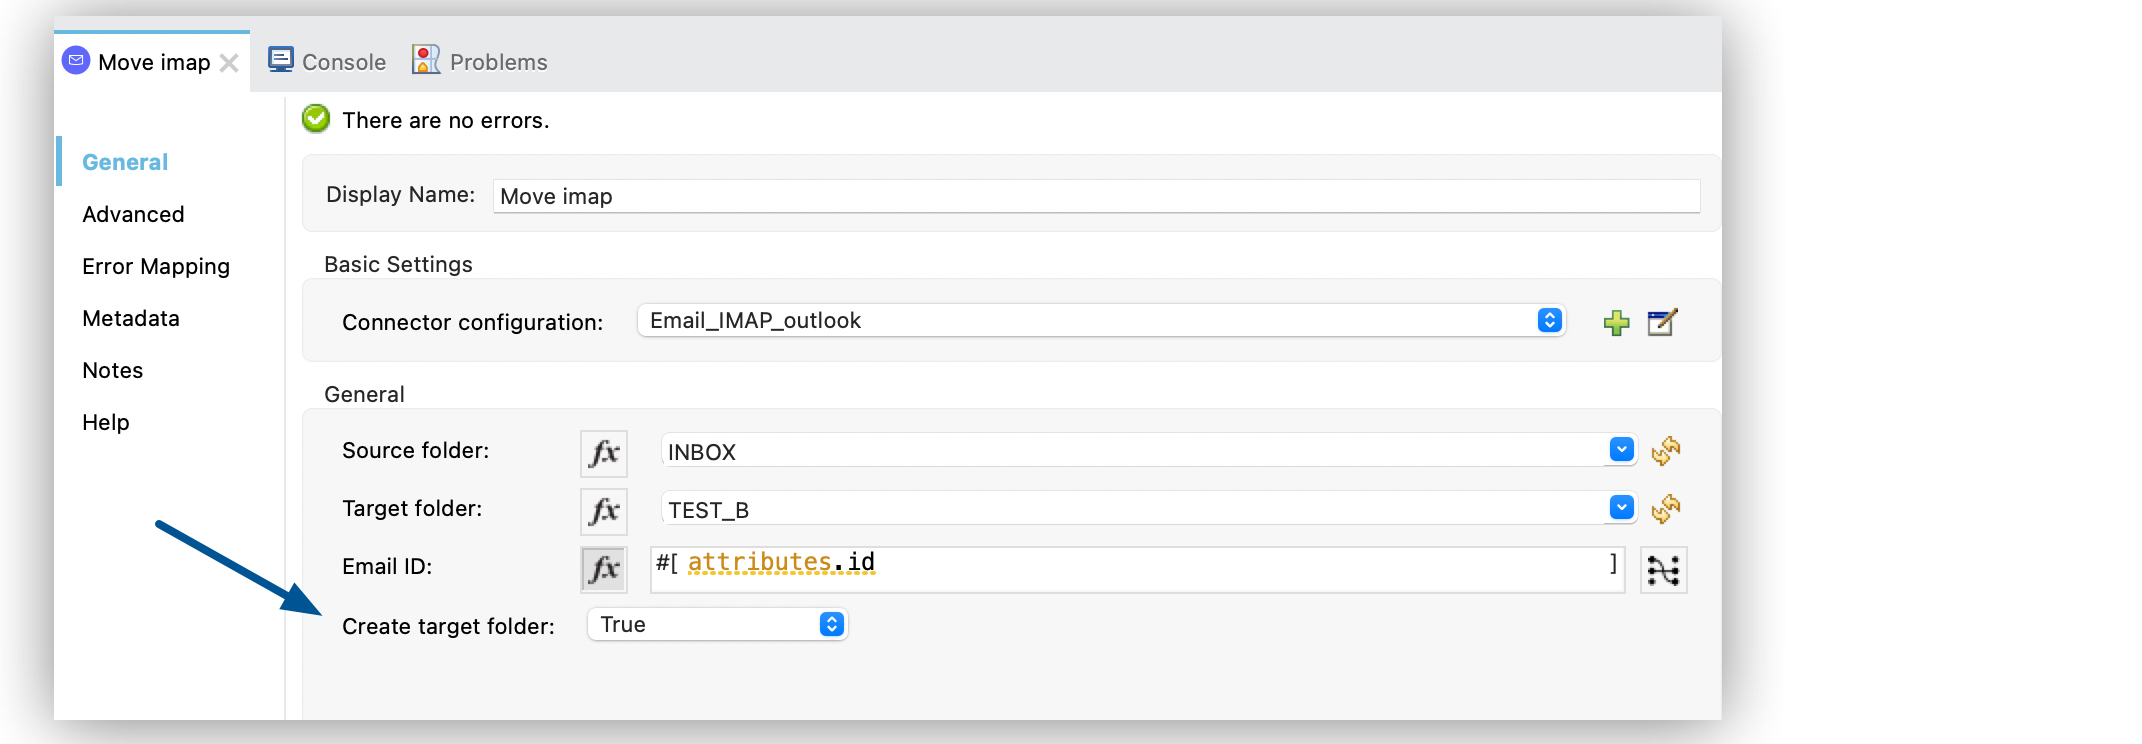 Move imap Console Problems
There are no errors.
General
Advanced
Error Mapping
Metadata
Notes
Help
Display Name: Move imap
Basic Settings
Connector configuration: Email_IMAP_outlook
General
Source folder: fx INBOX
Target folder: fx TEST_B
Email ID: fx #[ attributes.id ]
Create target folder: True